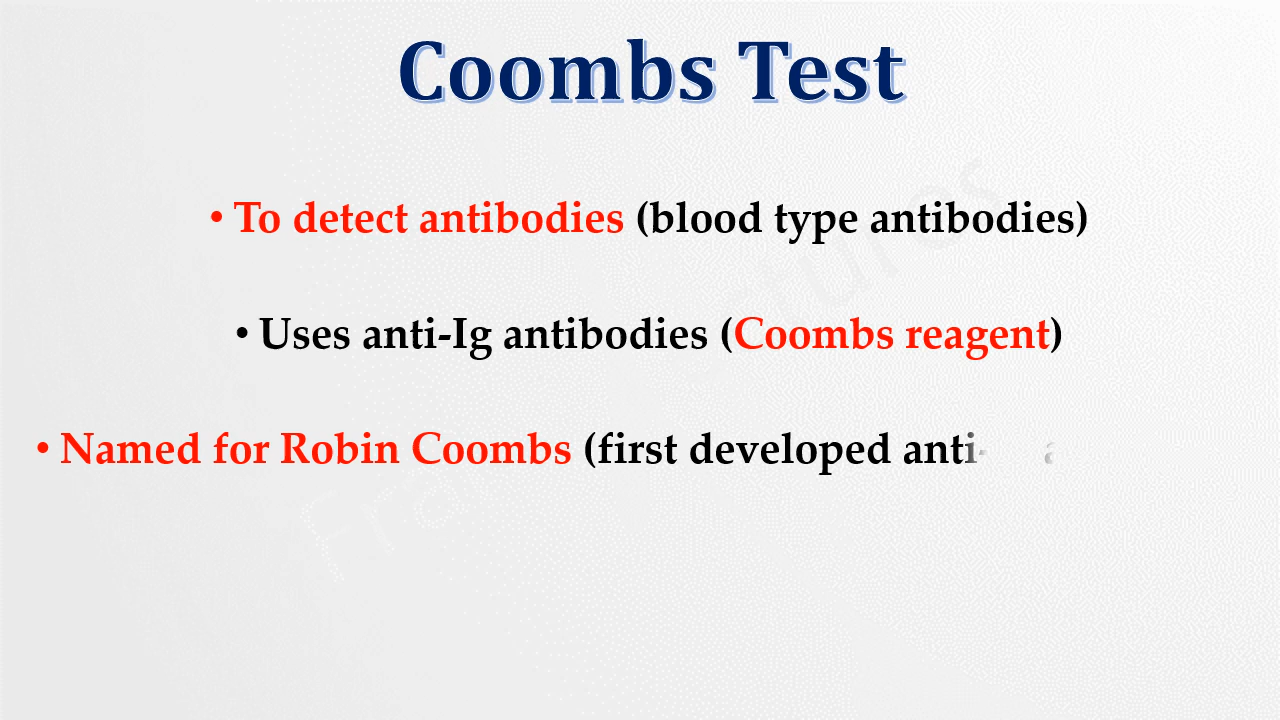 Coombs Test
• To detect antibodies (blood type antibodies)
• Uses anti-Ig antibodies (Coombs reagent)
• Named for Robin Coombs (first developed anti-